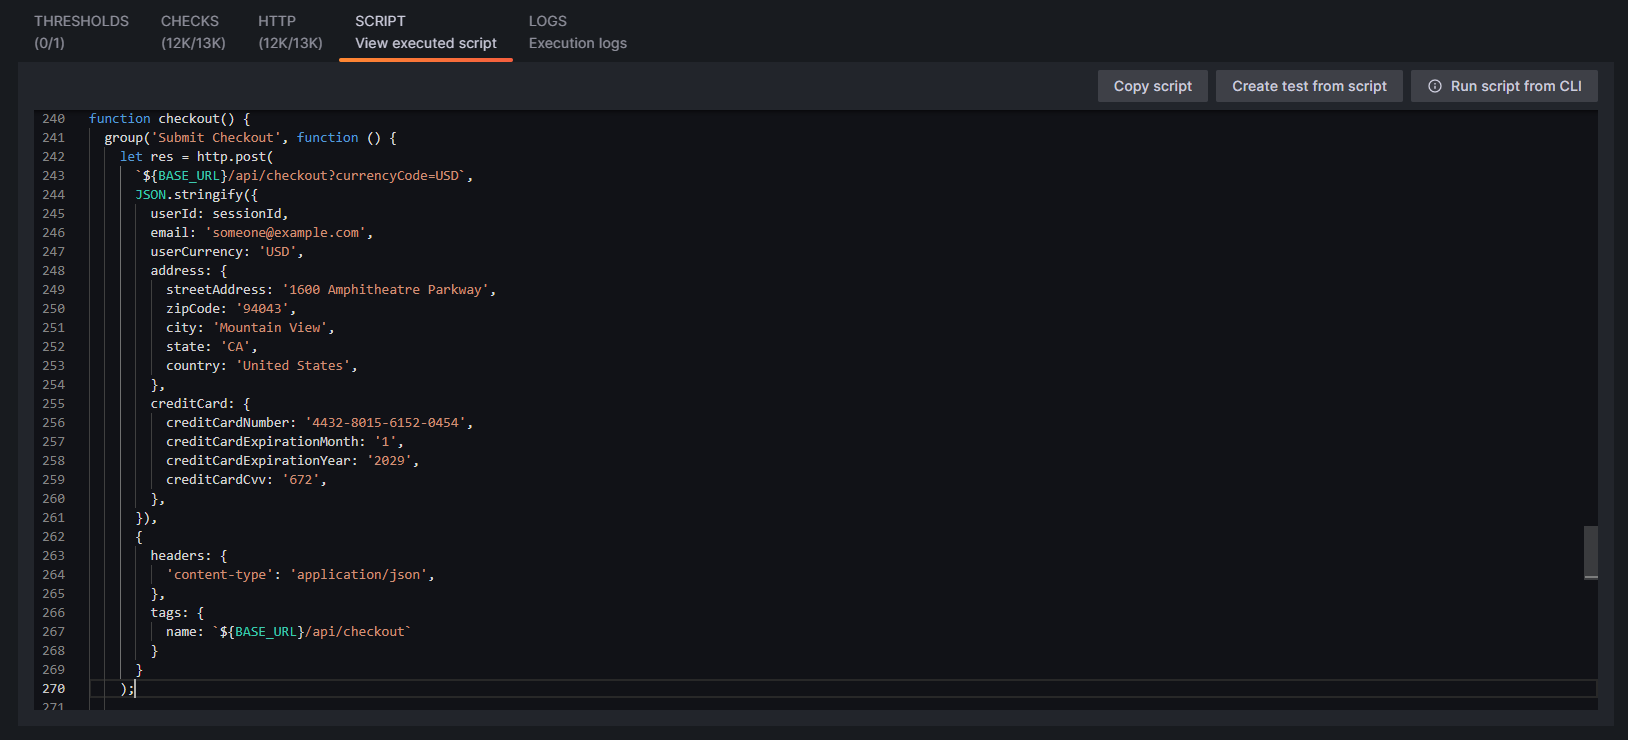 THRESHOLDS CHECKS HTTP SCRIPT LOGS
(0/1) (12K/13K) (12K/13K) View executed script Execution logs
Copy script Create test from script Run script from CLI
240 function checkout() {
241 group('Submit Checkout', function () {
242 let res = http.post(
243 `${BASE_URL}/api/checkout?currencyCode=USD`,
244 JSON.stringify({
245 userId: sessionId,
246 email: 'someone@example.com',
247 userCurrency: 'USD',
248 address: {
249 streetAddress: '1600 Amphitheatre Parkway',
250 zipCode: '94043',
251 city: 'Mountain View',
252 state: 'CA',
253 country: 'United States',
254 },
255 creditCard: {
256 creditCardNumber: '4432-8015-6152-0454',
257 creditCardExpirationMonth: '1',
258 creditCardExpirationYear: '2029',
259 creditCardCvv: '672',
260 },
261 }),
262 {
263 headers: {
264 'content-type': 'application/json',
265 },
266 tags: {
267 name: `${BASE_URL}/api/checkout`
268 }
269 }
270 );
271